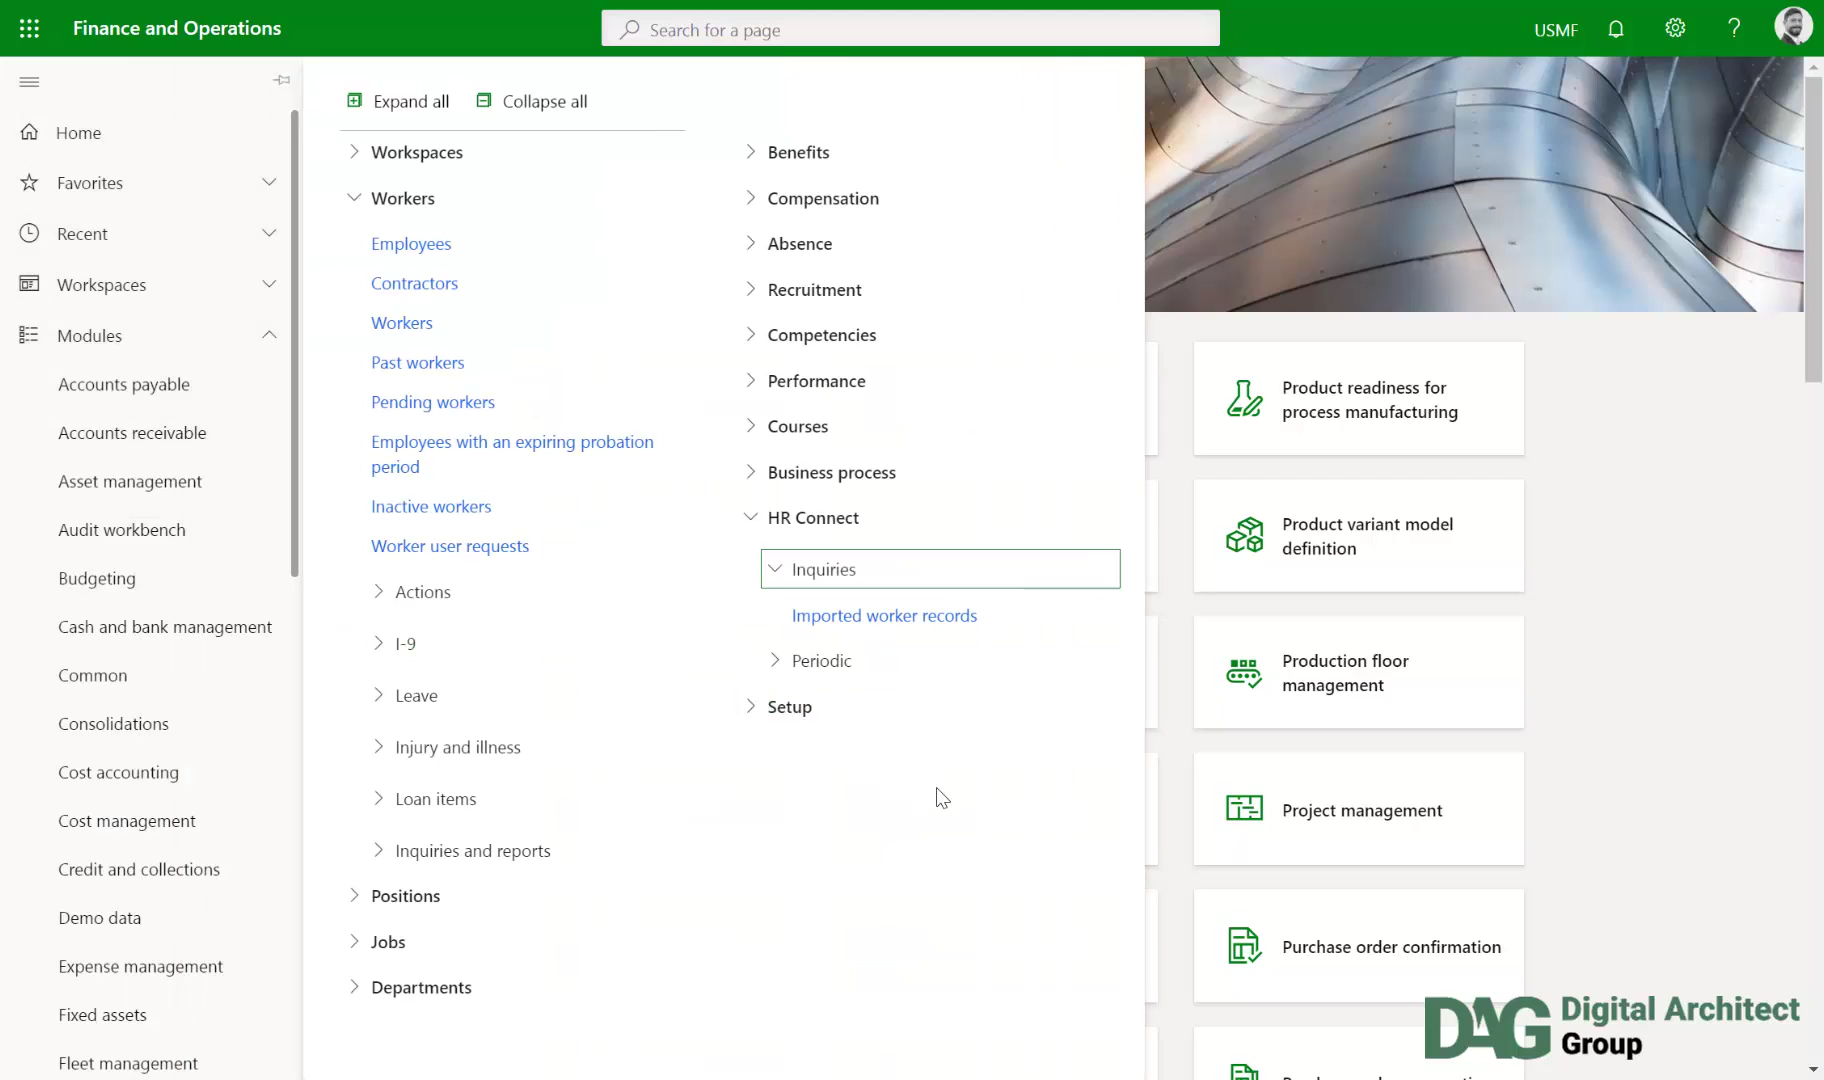 Finance and Operations
Search for a page
USMF
Home
Favorites
Recent
Workspaces
Modules
Accounts payable
Accounts receivable
Asset management
Audit workbench
Budgeting
Cash and bank management
Common
Consolidations
Cost accounting
Cost management
Credit and collections
Demo data
Expense management
Fixed assets
Fleet management
Expand all
Collapse all
Workspaces
Workers
Employees
Contractors
Workers
Past workers
Pending workers
Employees with an expiring probation
period
Inactive workers
Worker user requests
Actions
I-9
Leave
Injury and illness
Loan items
Inquiries and reports
Positions
Jobs
Departments
Benefits
Compensation
Absence
Recruitment
Competencies
Performance
Courses
Business process
HR Connect
Inquiries
Imported worker records
Periodic
Setup
Product readiness for
process manufacturing
Product variant model
definition
Production floor
management
Project management
Purchase order confirmation
DAG
Digital Architect
Group